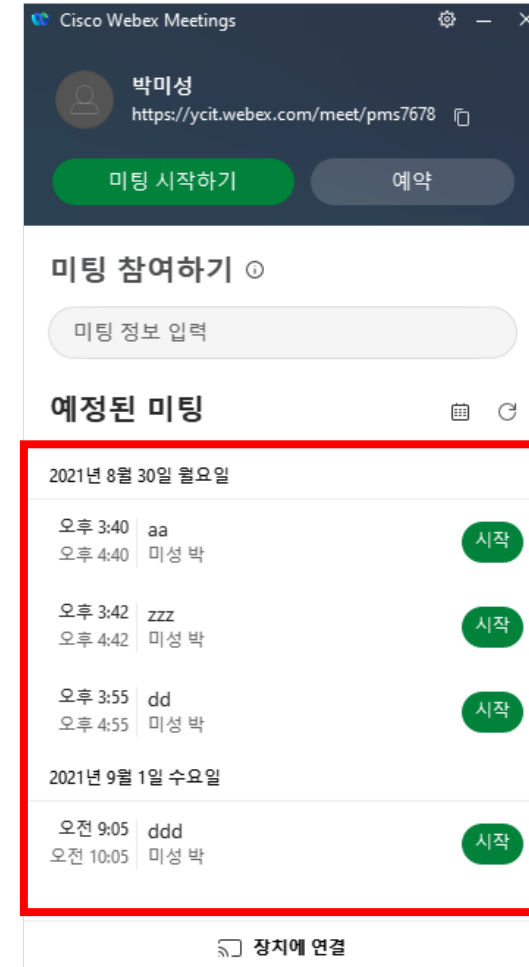 Cisco Webex Meetings
박미성
https://ycit.webex.com/meet/pms7678
미팅 시작하기 예약
미팅 참여하기
미팅 정보 입력
예정된 미팅
2021년 8월 30일 월요일
오후 3:40 aa 시작
오후 4:40 미성 박
오후 3:42 zzz 시작
오후 4:42 미성 박
오후 3:55 dd 시작
오후 4:55 미성 박
2021년 9월 1일 수요일
오전 9:05 ddd 시작
오전 10:05 미성 박
장치에 연결